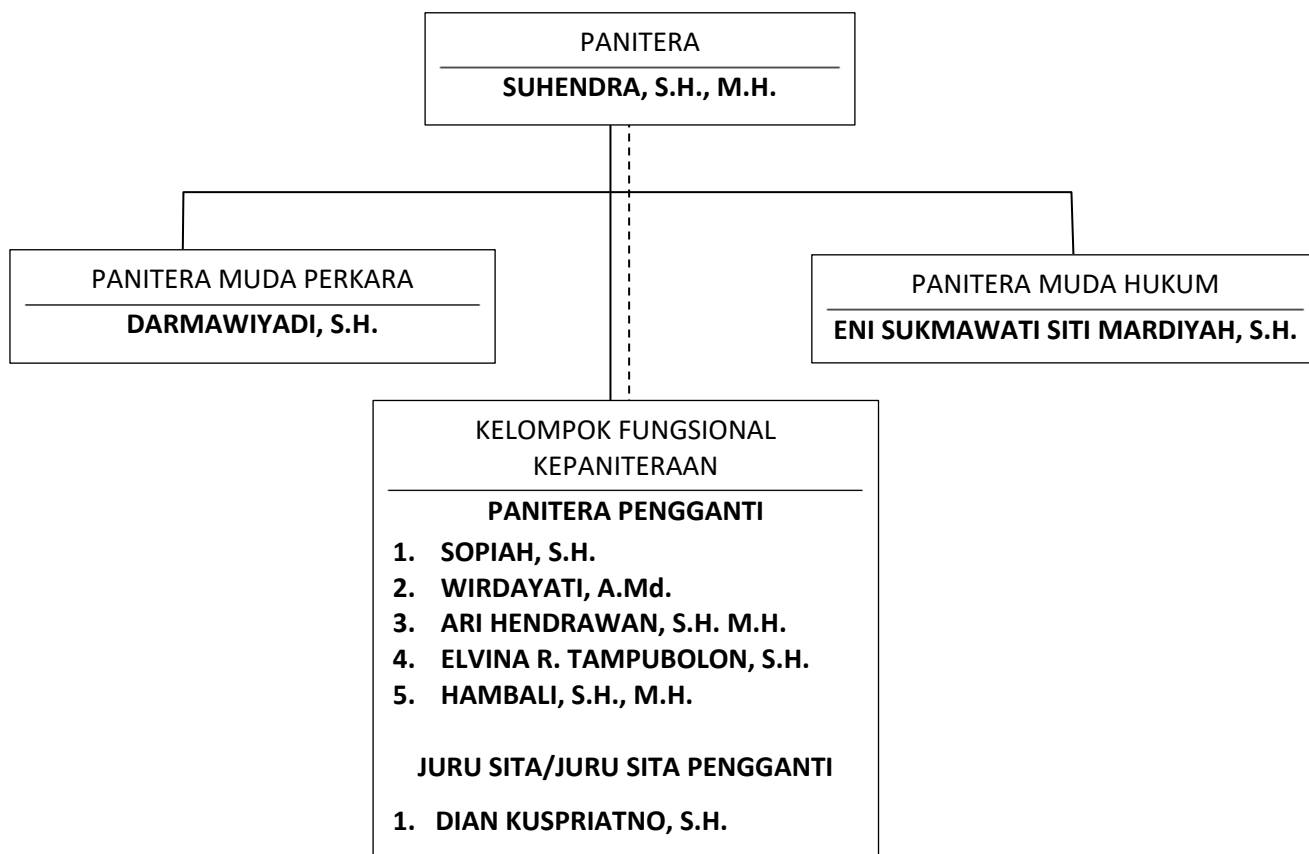 PANITERA
SUHENDRA, S.H., M.H.
PANITERA MUDA PERKARA
DARMAWIYADI, S.H.
PANITERA MUDA HUKUM
ENI SUKMAWATI SITI MARDIYAH, S.H.
KELOMPOK FUNGSIONAL
KEPANITERAAN
PANITERA PENGGANTI
1. SOPIAH, S.H.
2. WIRDAYATI, A.Md.
3. ARI HENDRAWAN, S.H. M.H.
4. ELVINA R. TAMPUBOLON, S.H.
5. HAMBALI, S.H., M.H.
JURU SITA/JURU SITA PENGGANTI
1. DIAN KUSPRIATNO, S.H.